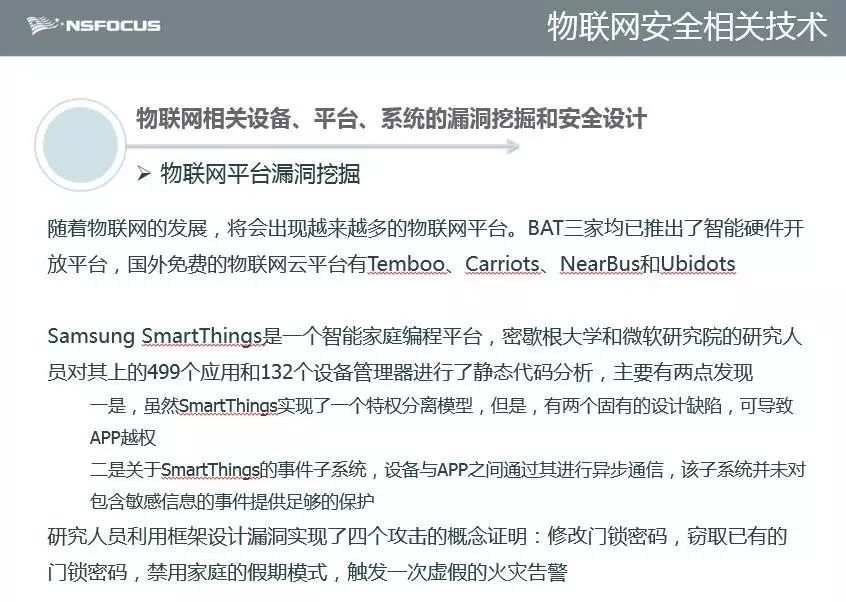 NSFOCUS
物联网安全相关技术
物联网相关设备、平台、系统的漏洞挖掘和安全设计
➢ 物联网平台漏洞挖掘
随着物联网的发展，将会出现越来越多的物联网平台。BAT三家均已推出了智能硬件开
放平台，国外免费的物联网云平台有Temboo、Carriots、NearBus和Ubidots
Samsung SmartThings是一个智能家庭编程平台，密歇根大学和微软研究院的研究人
员对其上的499个应用和132个设备管理器进行了静态代码分析，主要有两点发现
一是，虽然SmartThings实现了一个特权分离模型，但是，有两个固有的设计缺陷，可导致
APP越权
二是关于SmartThings的事件子系统，设备与APP之间通过其进行异步通信，该子系统并未对
包含敏感信息的事件提供足够的保护
研究人员利用框架设计漏洞实现了四个攻击的概念证明：修改门锁密码，窃取已有的
门锁密码，禁用家庭的假期模式，触发一次虚假的火灾告警